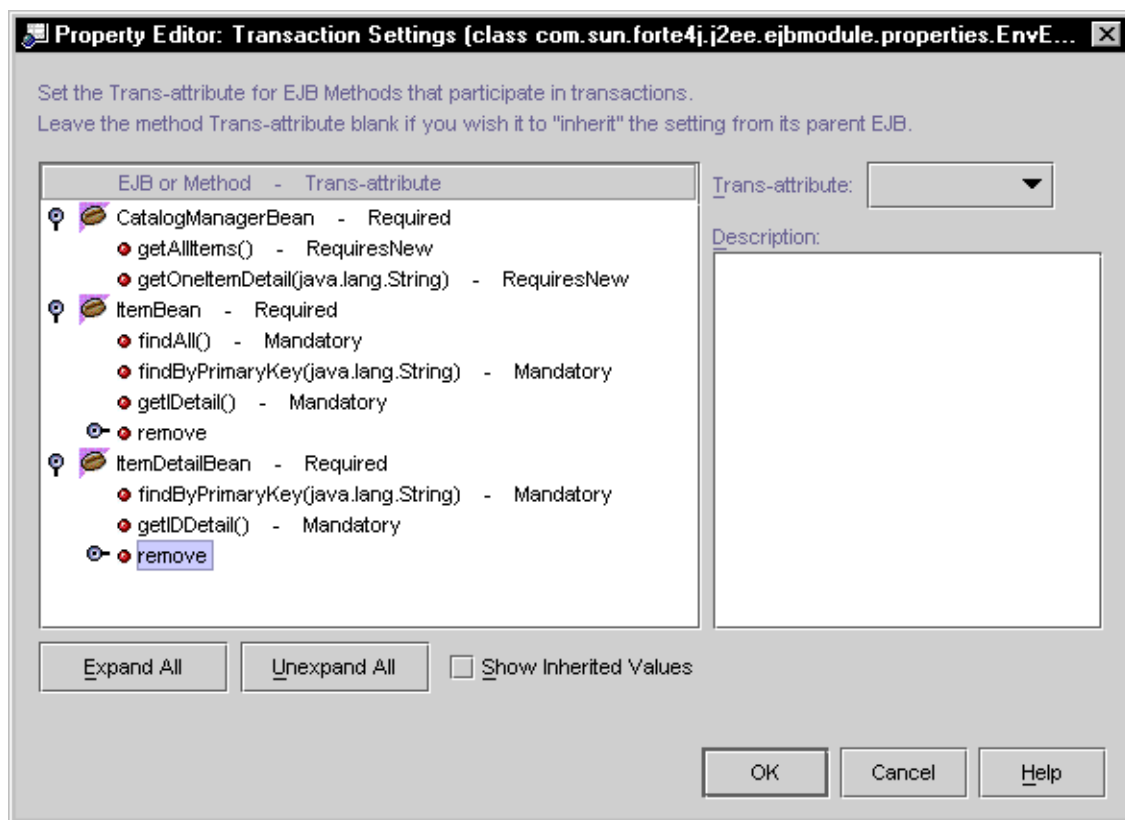 Property Editor: Transaction Settings (class com.sun.forte4j.j2ee.ejbmodule.properties.EnvE...
Set the Trans-attribute for EJB Methods that participate in transactions.
Leave the method Trans-attribute blank if you wish it to "inherit" the setting from its parent EJB.
EJB or Method - Trans-attribute
Trans-attribute:
CatalogManagerBean - Required
getAllItems() - RequiresNew
Description:
getOneItemDetail(java.lang.String) - RequiresNew
ItemBean - Required
findAll() - Mandatory
findByPrimaryKey(java.lang.String) - Mandatory
getIDetail() - Mandatory
remove
ItemDetailBean - Required
findByPrimaryKey(java.lang.String) - Mandatory
getIDDetail() - Mandatory
remove
Expand All Unexpand All Show Inherited Values
OK Cancel Help